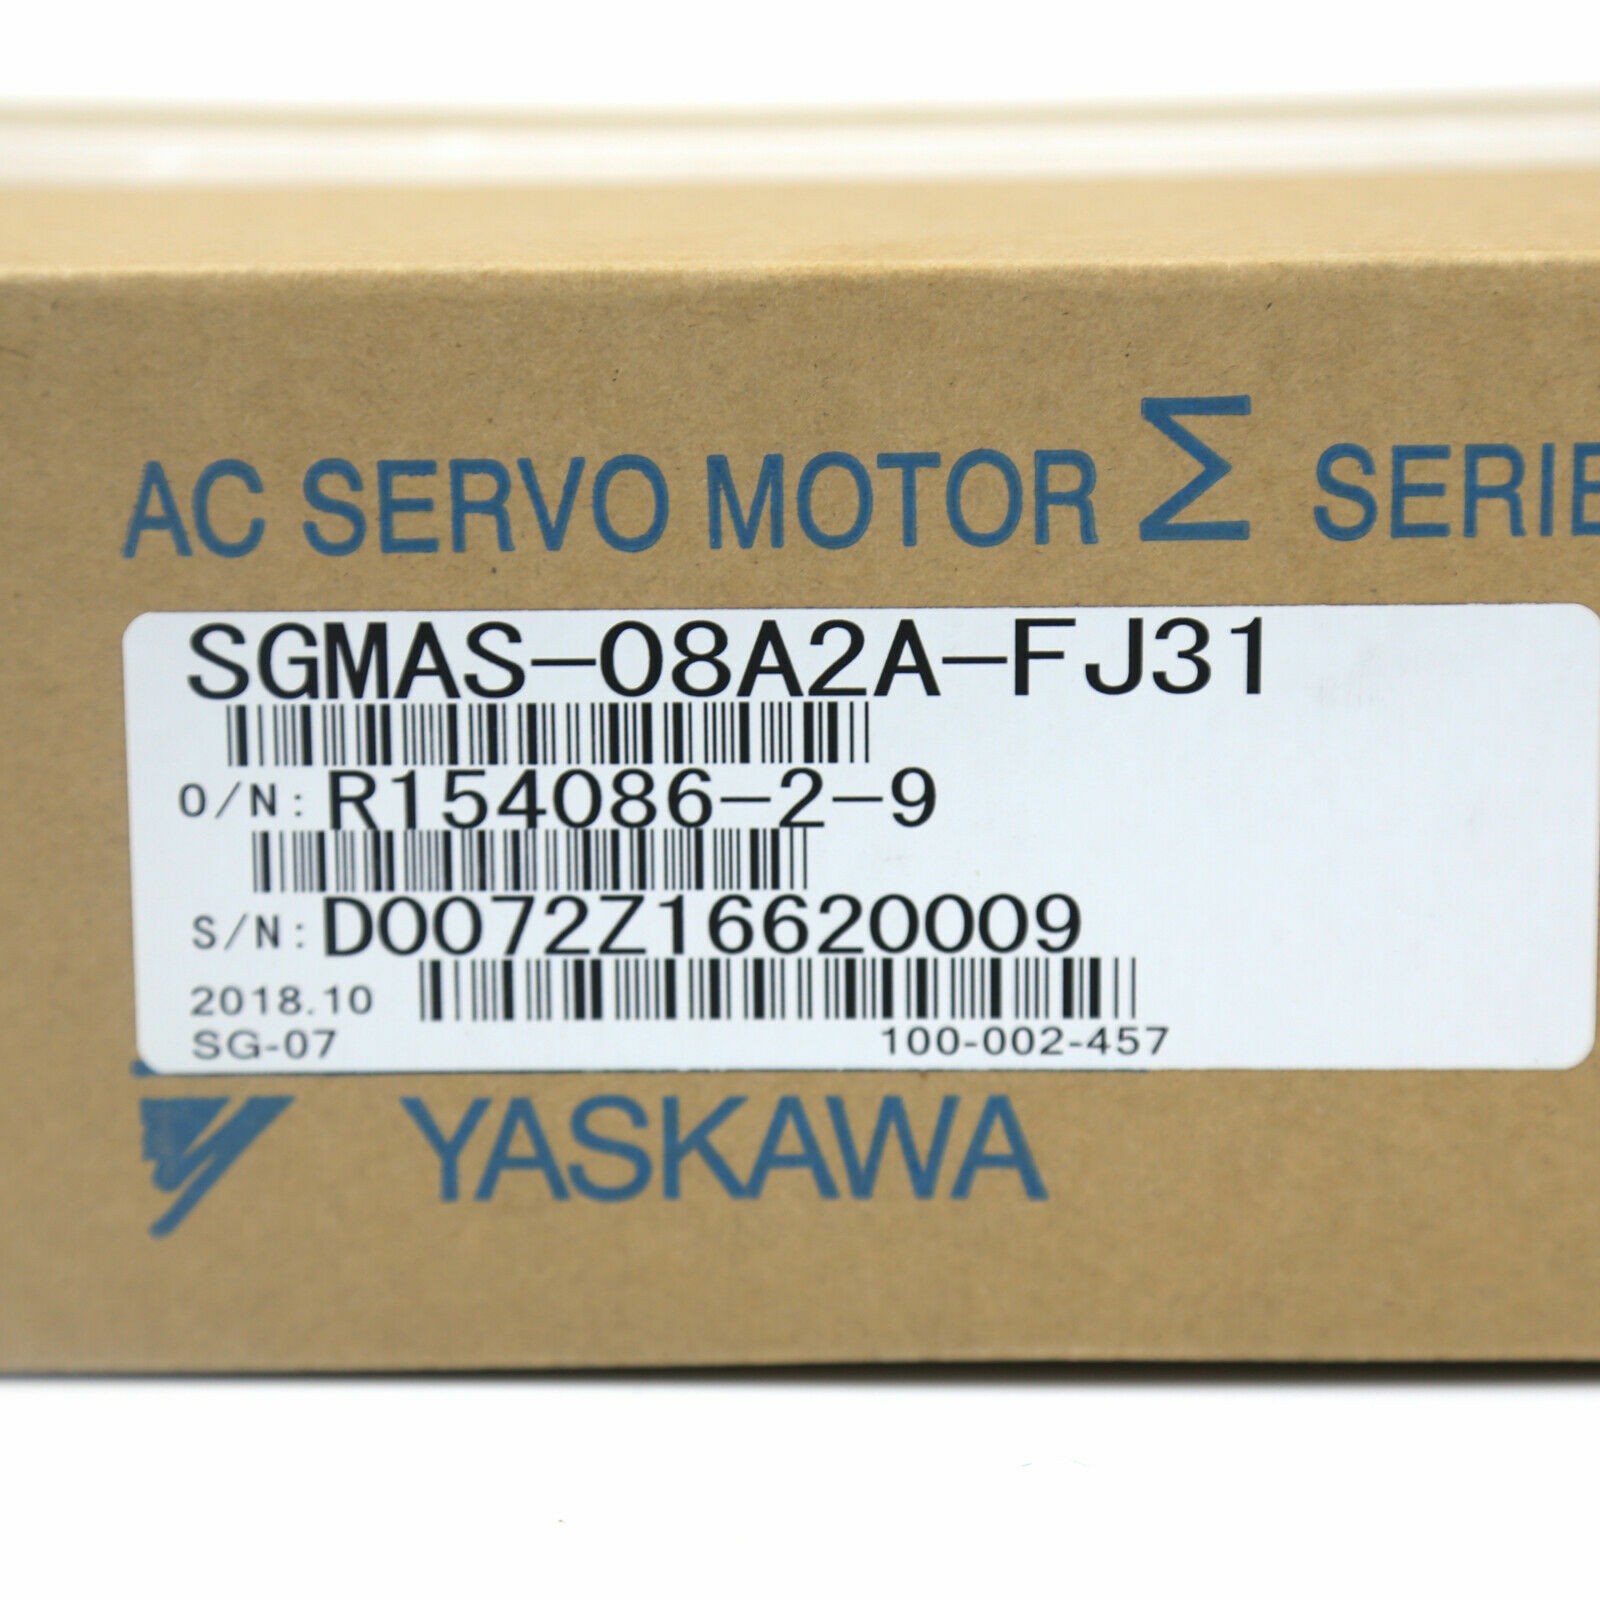 AC SERVO MOTOR Σ SERIE
SGMAS-08A2A-FJ31
O/N: R154086-2-9
S/N: D0072Z16620009
2018.10
SG-07 100-002-457
YASKAWA